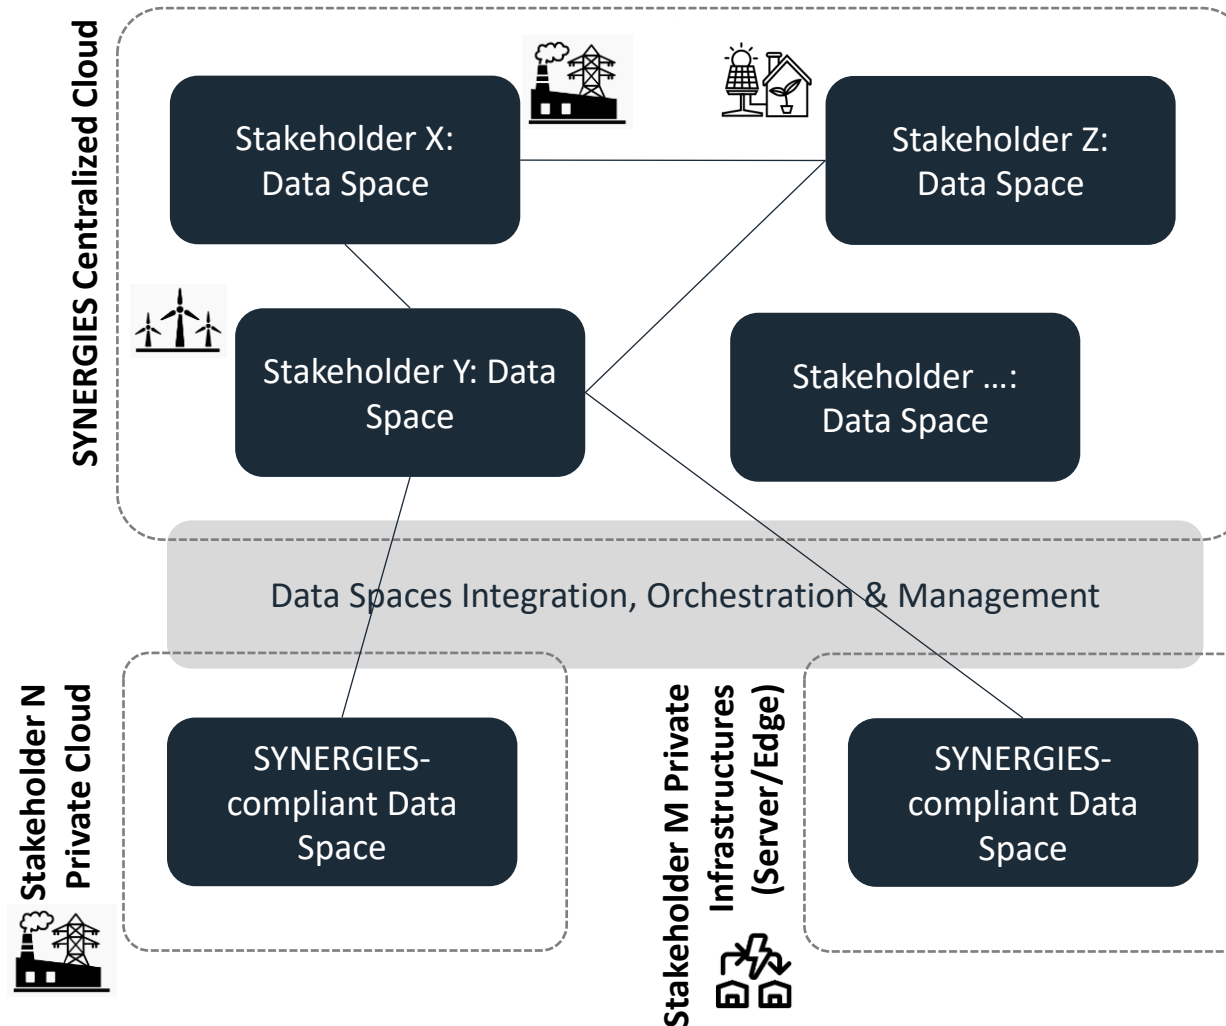 SYNERGIES Centralized Cloud
Stakeholder X:
Data Space
Stakeholder Z:
Data Space
Stakeholder Y: Data
Space
Stakeholder ...:
Data Space
Data Spaces Integration, Orchestration & Management
Stakeholder N
Private Cloud
SYNERGIES-
compliant Data
Space
Stakeholder M Private
Infrastructures
(Server/Edge)
SYNERGIES-
compliant Data
Space